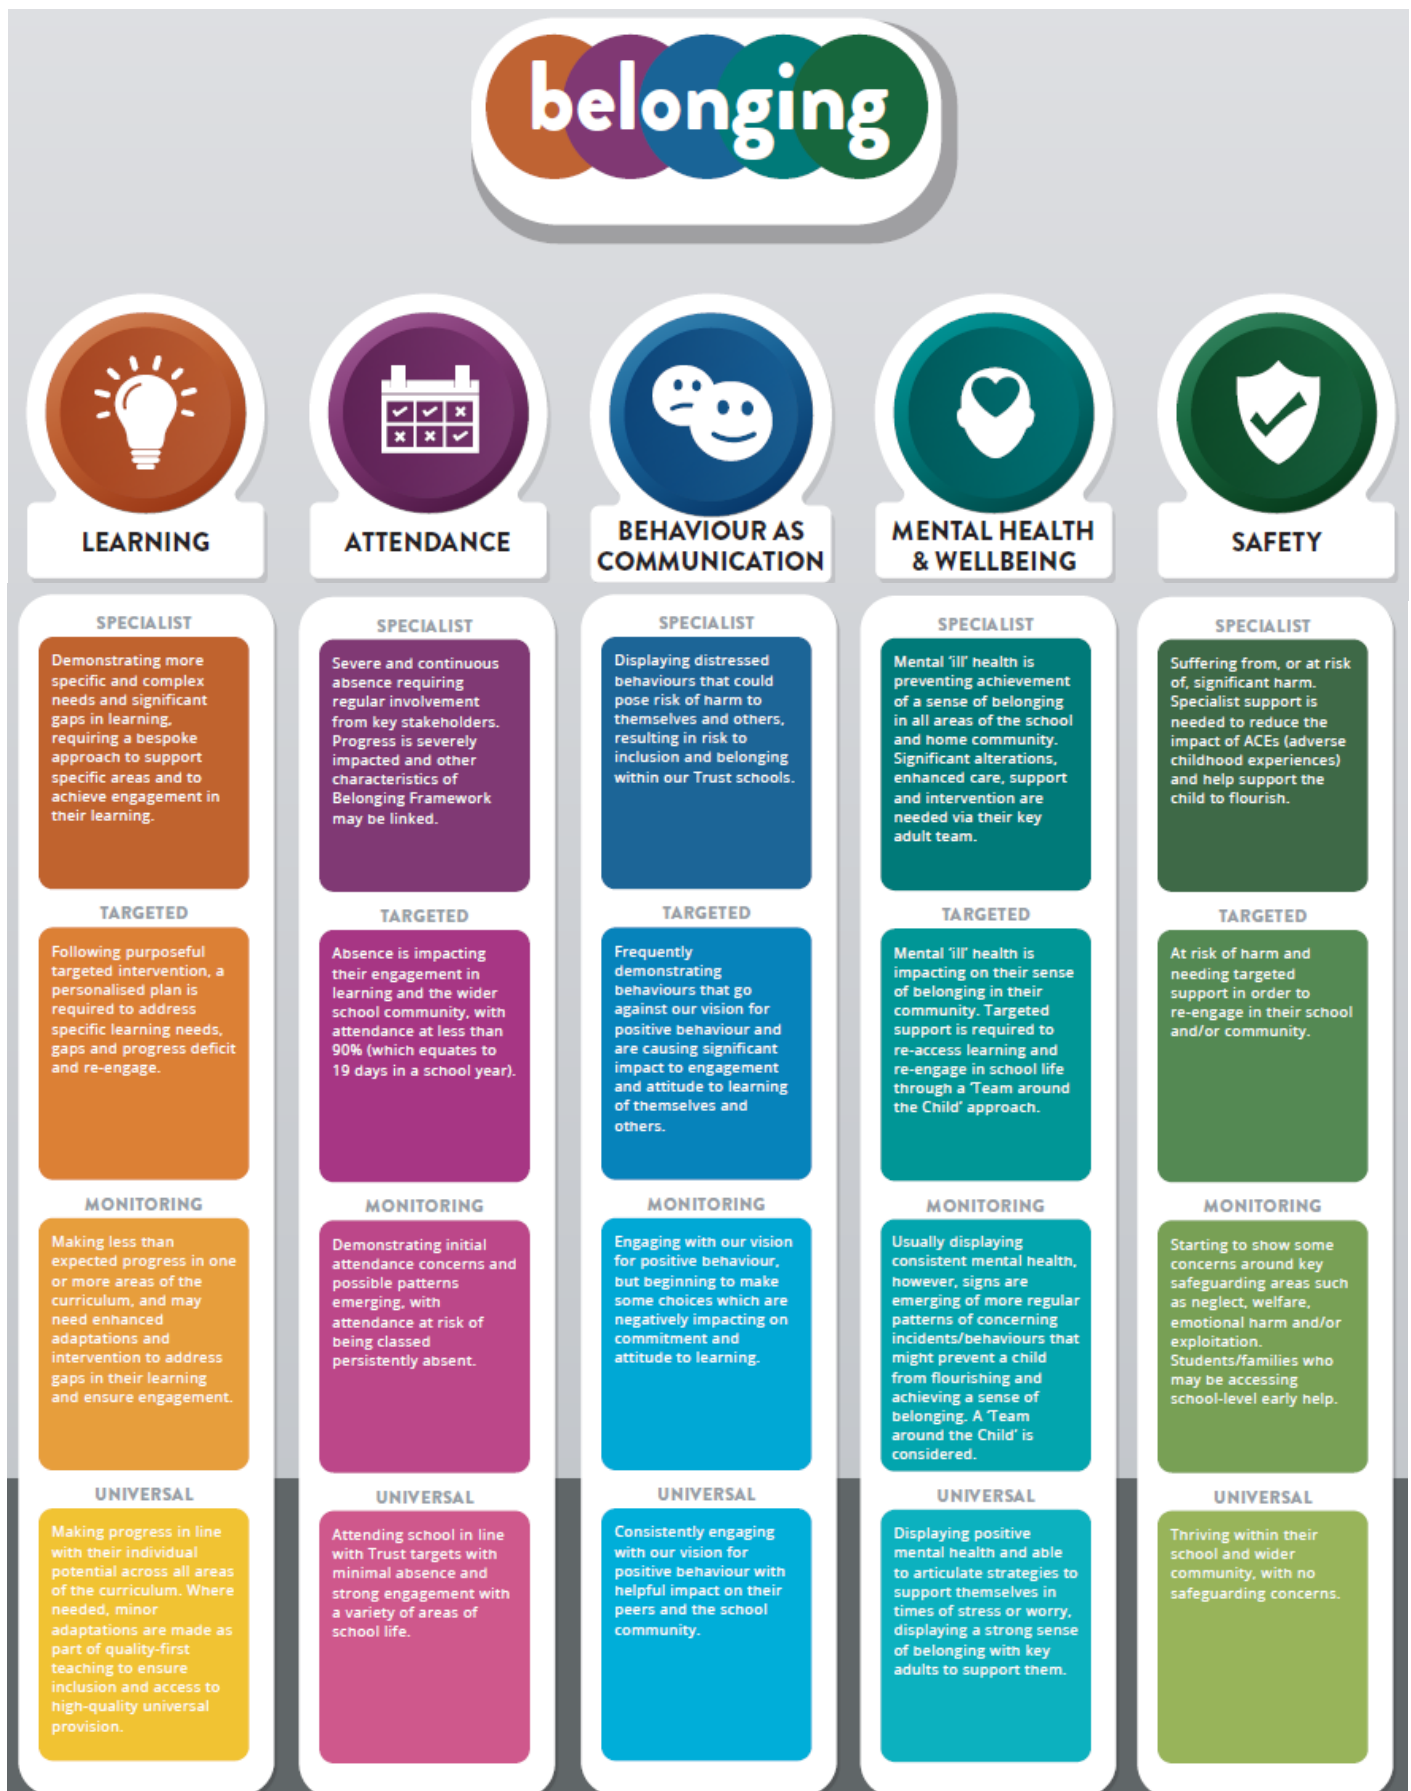 belonging
LEARNING
Demonstrating more
specific and complex
needs and significant
gaps in learning,
requiring a bespoke
approach to support
specific areas and to
achieve engagement in
their learning.
SPECIALIST
TARGETED
Following purposeful
targeted intervention, a
personalised plan is
required to address
specific learning needs,
gaps and progress deficit
and re-engage.
MONITORING
Making less than
expected progress in one
or more areas of the
curriculum, and may
need enhanced
adaptations and
intervention to address
gaps in their learning
and ensure engagement.
UNIVERSAL
Making progress in line
with their individual
potential across all areas
of the curriculum. Where
needed, minor
adaptations are made as
part of quality-first
teaching to ensure
inclusion and access to
high-quality universal
provision.
ATTENDANCE
SPECIALIST
Severe and continuous
absence requiring
regular involvement
from key stakeholders.
Progress is severely
impacted and other
characteristics of
Belonging Framework
may be linked.
TARGETED
Absence is impacting
their engagement in
learning and the wider
school community, with
attendance at less than
90% (which equates to
19 days in a school year).
MONITORING
Demonstrating initial
attendance concerns and
possible patterns
emerging, with
attendance at risk of
being classed
persistently absent.
UNIVERSAL
Attending school in line
with Trust targets with
minimal absence and
strong engagement with
a variety of areas of
school life.
BEHAVIOUR AS
COMMUNICATION
SPECIALIST
Displaying distressed
behaviours that could
pose risk of harm to
themselves and others,
resulting in risk to
inclusion and belonging
within our Trust schools.
TARGETED
Frequently
demonstrating
behaviours that go
against our vision for
positive behaviour and
are causing significant
impact to engagement
and attitude to learning
of themselves and
others.
MONITORING
Engaging with our vision
for positive behaviour,
but beginning to make
some choices which are
negatively impacting on
commitment and
attitude to learning.
UNIVERSAL
Consistently engaging
with our vision for
positive behaviour with
helpful impact on their
peers and the school
community.
MENTAL HEALTH
& WELLBEING
SPECIALIST
Mental ‘ill’ health is
preventing achievement
of a sense of belonging
in all areas of the school
and home community.
Significant alterations,
enhanced care, support
and intervention are
needed via their key
adult team.
TARGETED
Mental ‘ill’ health is
impacting on their sense
of belonging in their
community. Targeted
support is required to
re-access learning and
re-engage in school life
through a ‘Team around
the Child’ approach.
MONITORING
Usually displaying
consistent mental health,
however, signs are
emerging of more regular
patterns of concerning
incidents/behaviours that
might prevent a child
from flourishing and
achieving a sense of
belonging. A ‘Team
around the Child’ is
considered.
UNIVERSAL
Displaying positive
mental health and able
to articulate strategies to
support themselves in
times of stress or worry,
displaying a strong sense
of belonging with key
adults to support them.
SAFETY
SPECIALIST
Suffering from, or at risk
of, significant harm.
Specialist support is
needed to reduce the
impact of ACEs (adverse
childhood experiences)
and help support the
child to flourish.
TARGETED
At risk of harm and
needing targeted
support in order to
re-engage in their school
and/or community.
MONITORING
Starting to show some
concerns around key
safeguarding areas such
as neglect, welfare,
emotional harm and/or
exploitation.
Students/families who
may be accessing
school-level early help.
UNIVERSAL
Thriving within their
school and wider
community, with no
safeguarding concerns.